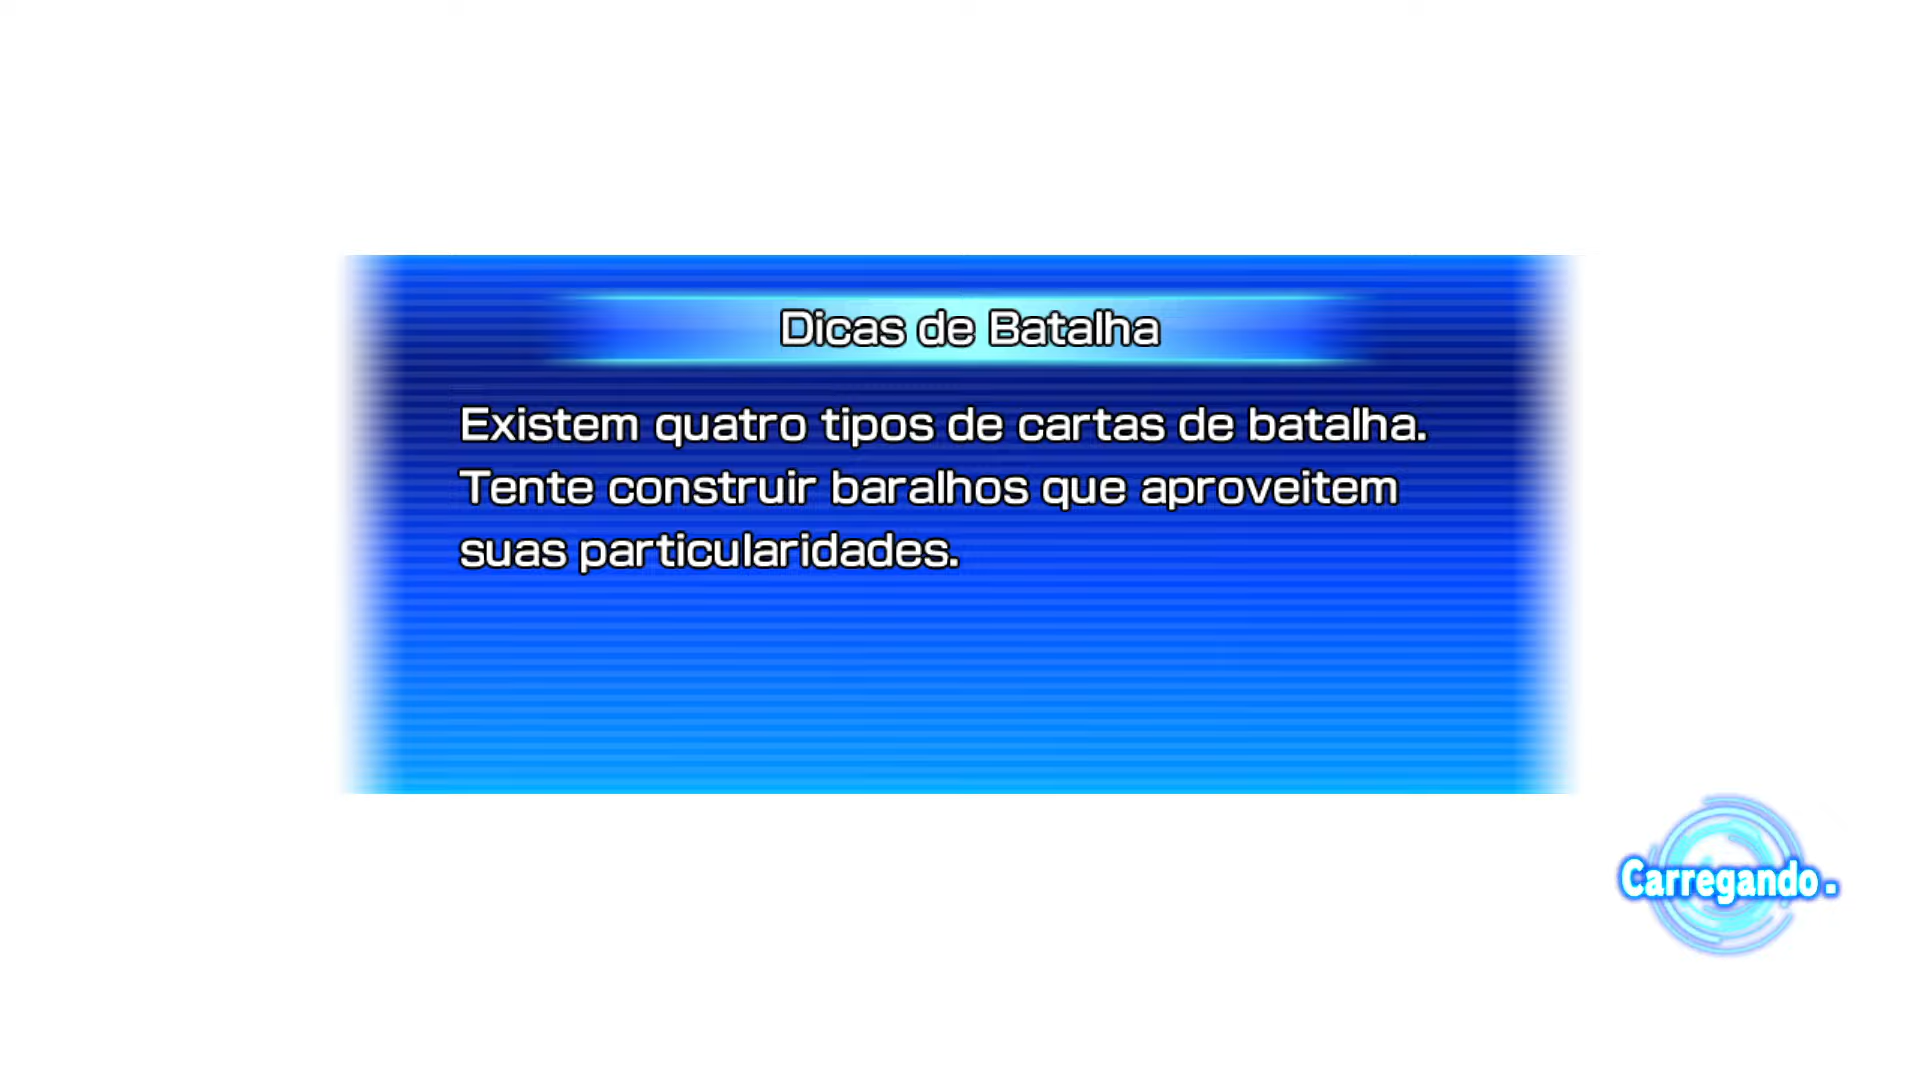 Dicas de Batalha
Existem quatro tipos de cartas de batalha.
Tente construir baralhos que aproveitem
suas particularidades.
Carregando.